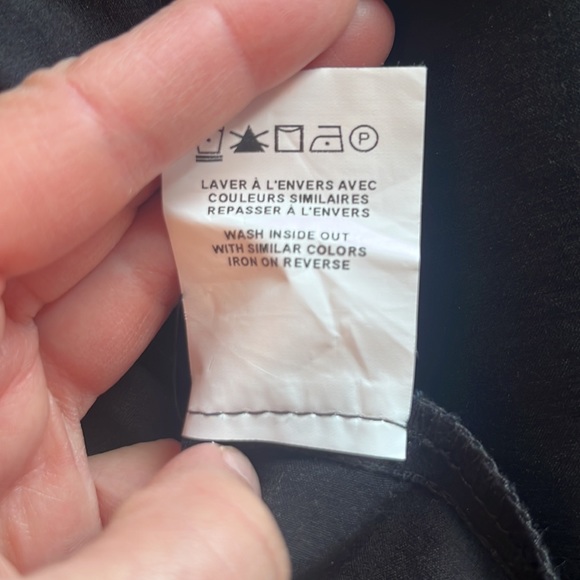 P
LAVER À L'ENVERS AVEC
COULEURS SIMILAIRES
REPASSER À L'ENVERS
WASH INSIDE OUT
WITH SIMILAR COLORS
IRON ON REVERSE